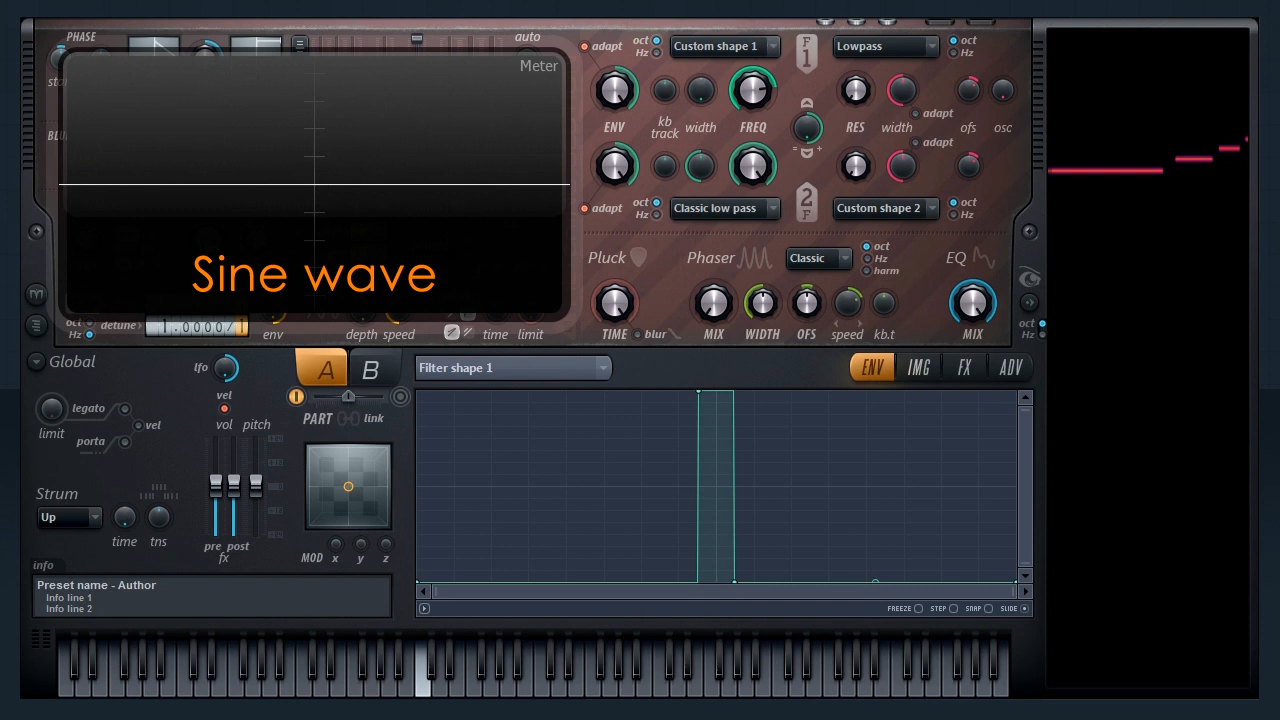 PHASE
auto
Meter
Sine wave
detune
1.0000/1
env
depth speed
time limit
oct
Hz
adapt
oct
Hz
Custom shape 1
F
1
Lowpass
oct
Hz
ENV
kb
track
width
FREQ
RES
width
adapt
ofs
osc
adapt
adapt
oct
Hz
Classic low pass
2
F
Custom shape 2
oct
Hz
Pluck
Phaser
Classic
oct
Hz
harm
EQ
TIME
blur
MIX
WIDTH
OFS
speed
kb.t
MIX
oct
Hz
Global
lfo
A
B
Filter shape 1
ENV
IMG
FX
ADV
vel
limit
legato
porta
vel
vol
pitch
PART
link
Strum
Up
time
tns
pre post
fx
MOD x y z
info
Preset name - Author
Info line 1
Info line 2
FREEZE
STEP
SNAP
SLIDE